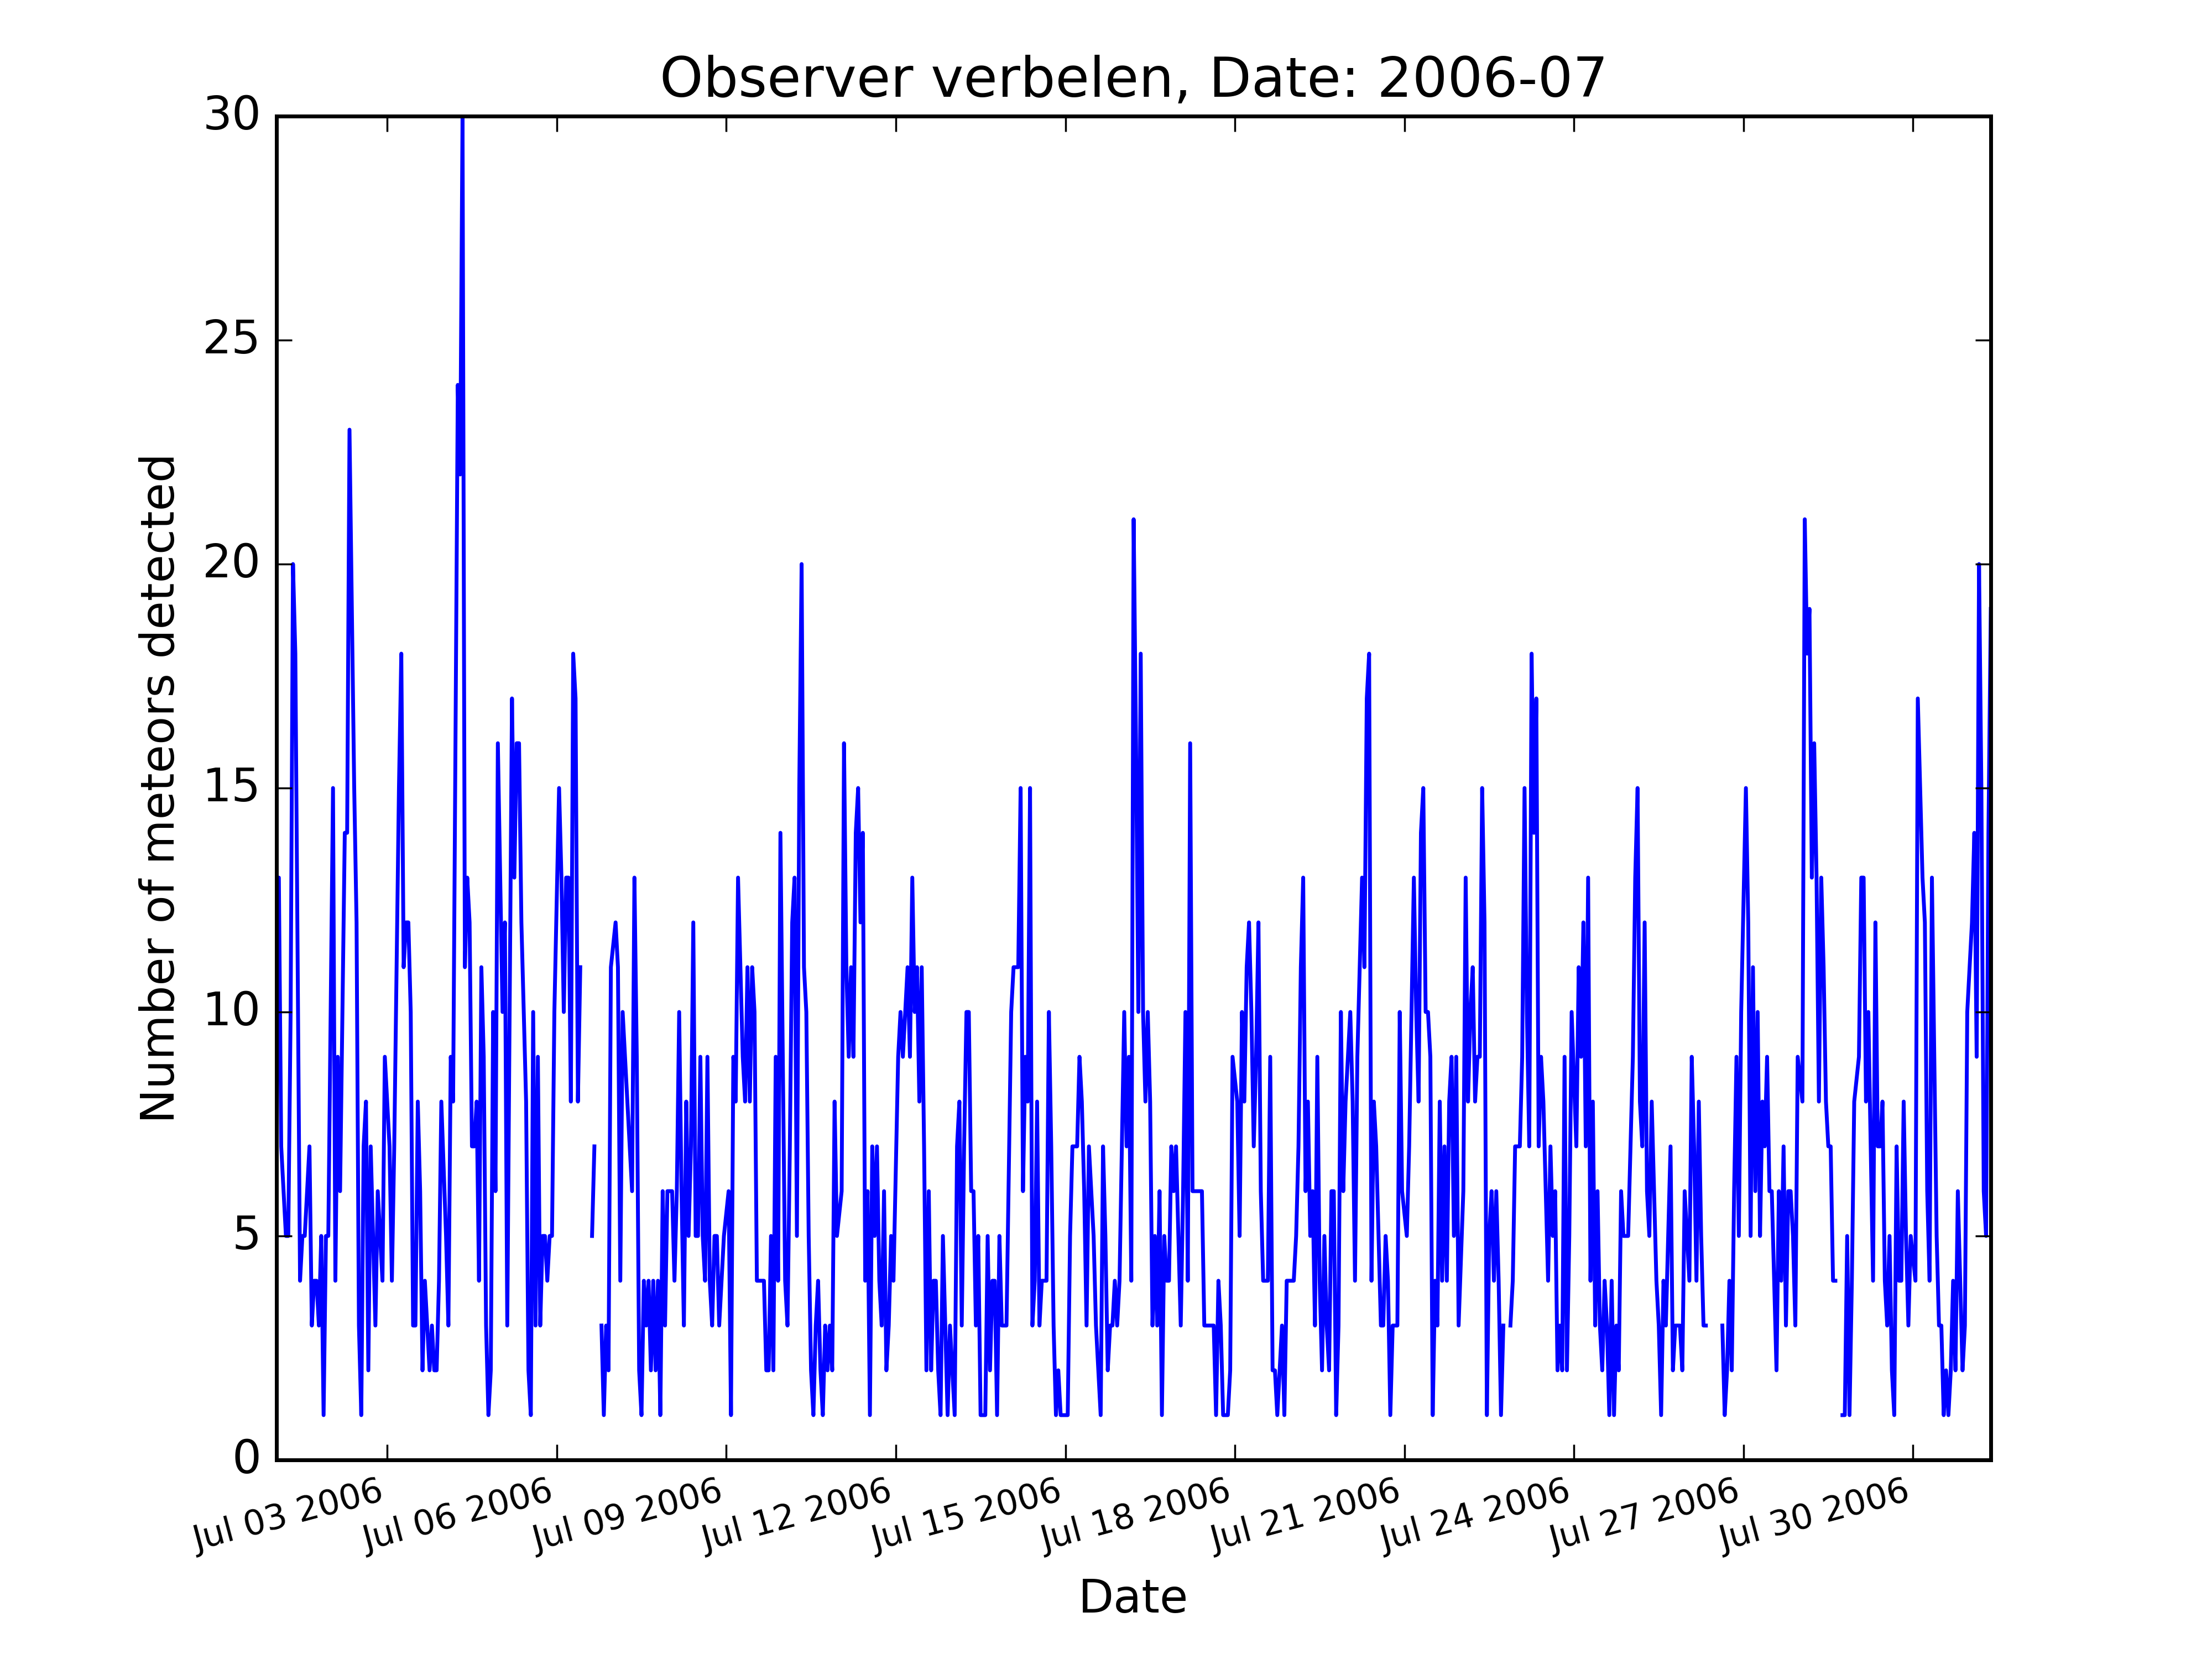 Observer verbelen, Date: 2006-07
30
25
20
15
10
5
0
Number of meteors detected
Jul 03 2006
Jul 06 2006
Jul 09 2006
Jul 12 2006
Jul 15 2006
Jul 18 2006
Jul 21 2006
Jul 24 2006
Jul 27 2006
Jul 30 2006
Date